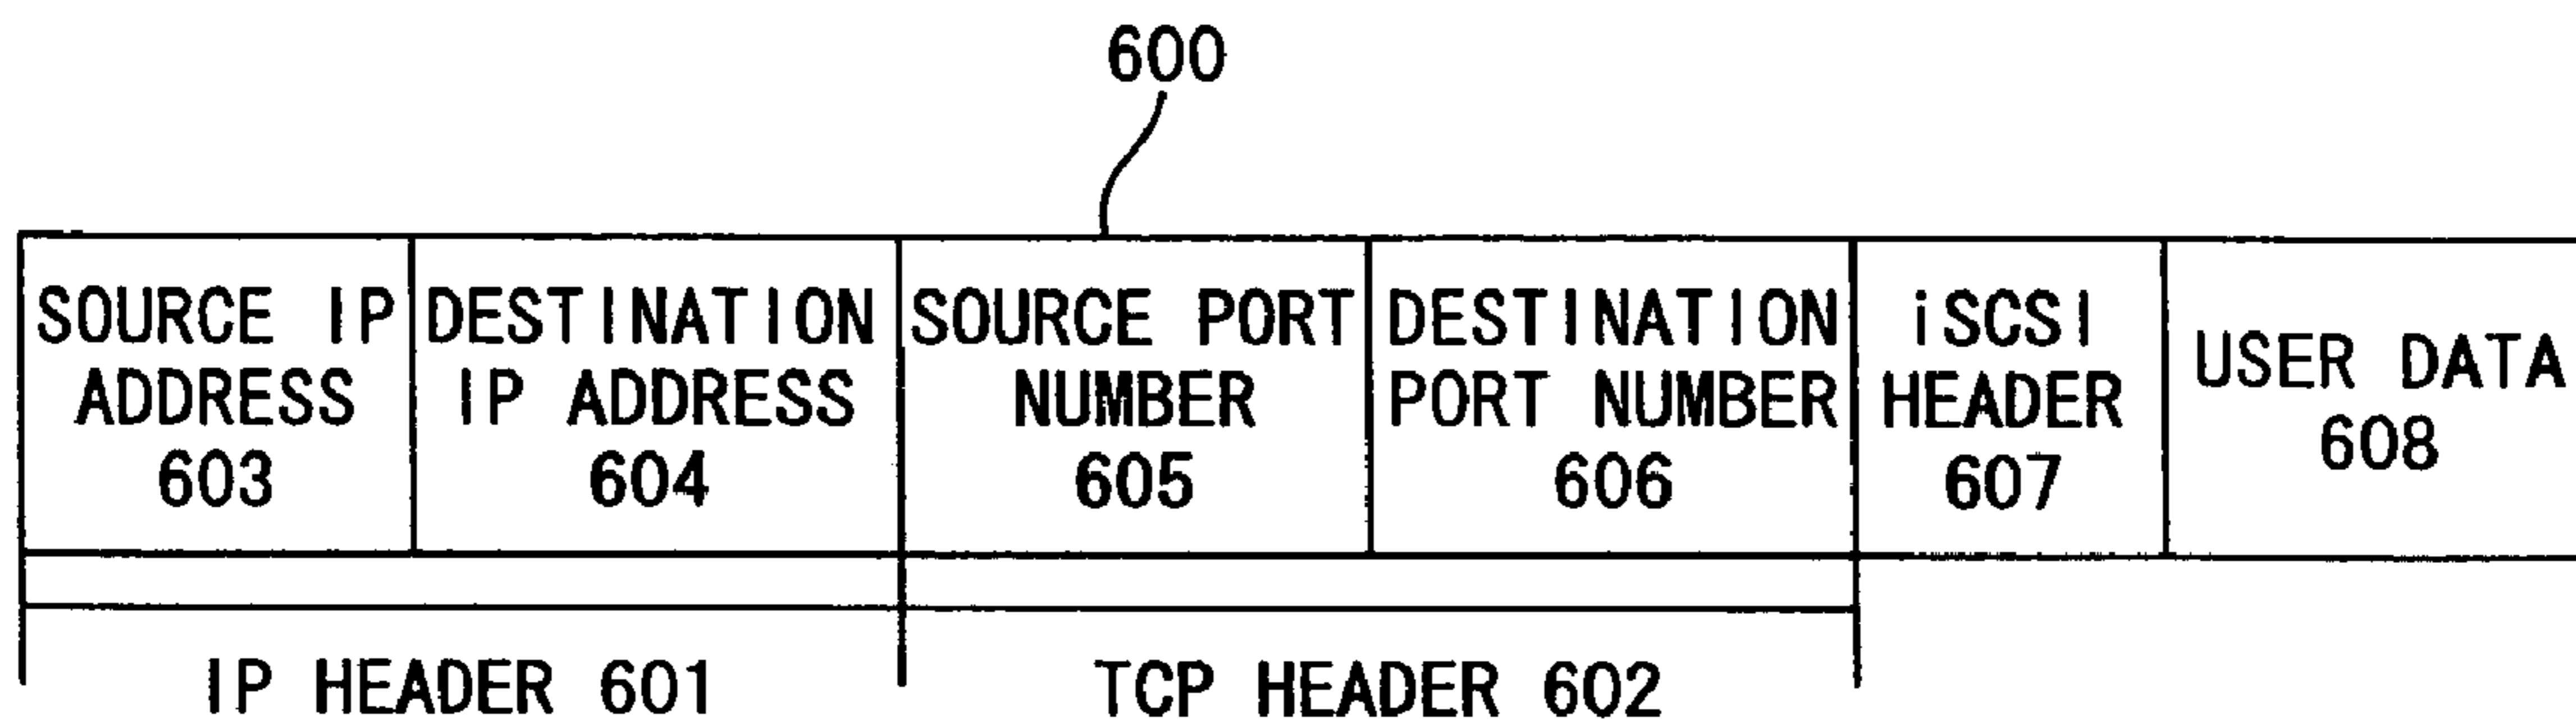 600
SOURCE IP
ADDRESS
603
DESTINATION
IP ADDRESS
604
SOURCE PORT
NUMBER
605
DESTINATION
PORT NUMBER
606
iSCSI
HEADER
607
USER DATA
608
IP HEADER 601
TCP HEADER 602